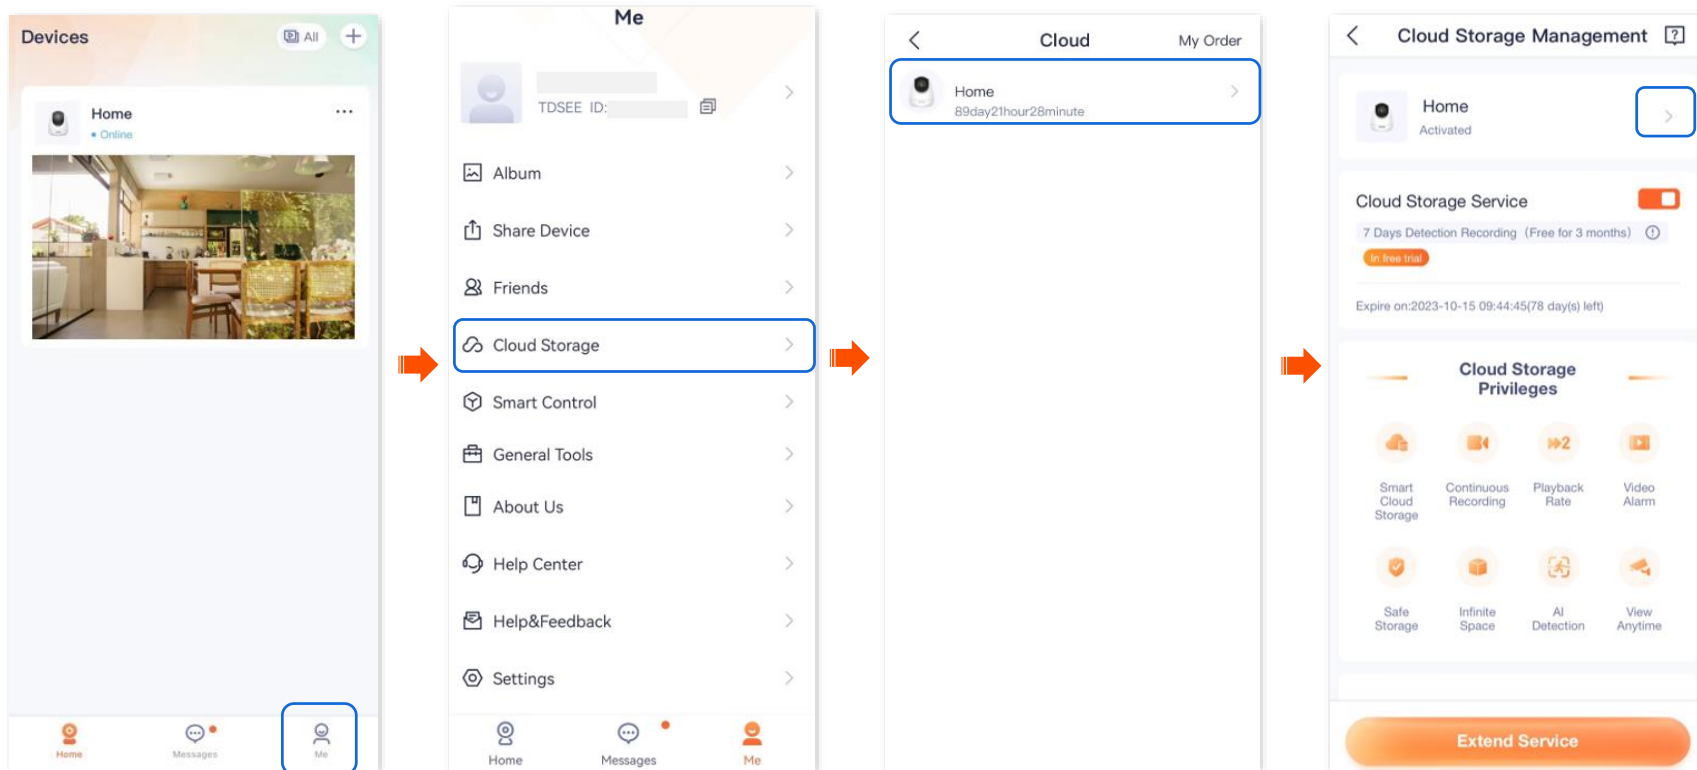 Devices
All
Home
Online
Home
Messages
Me
Me
TDSEE ID:
Album
Share Device
Friends
Cloud Storage
Smart Control
General Tools
About Us
Help Center
Help&Feedback
Settings
Home
Messages
Me
Cloud
My Order
Home
89day21hour28minute
Cloud Storage Management
Home
Activated
Cloud Storage Service
7 Days Detection Recording (Free for 3 months)
In free trial
Expire on:2023-10-15 09:44:45(78 day(s) left)
Cloud Storage
Privileges
Smart
Cloud
Storage
Continuous
Recording
Playback
Rate
Video
Alarm
Safe
Storage
Infinite
Space
AI
Detection
View
Anytime
Extend Service